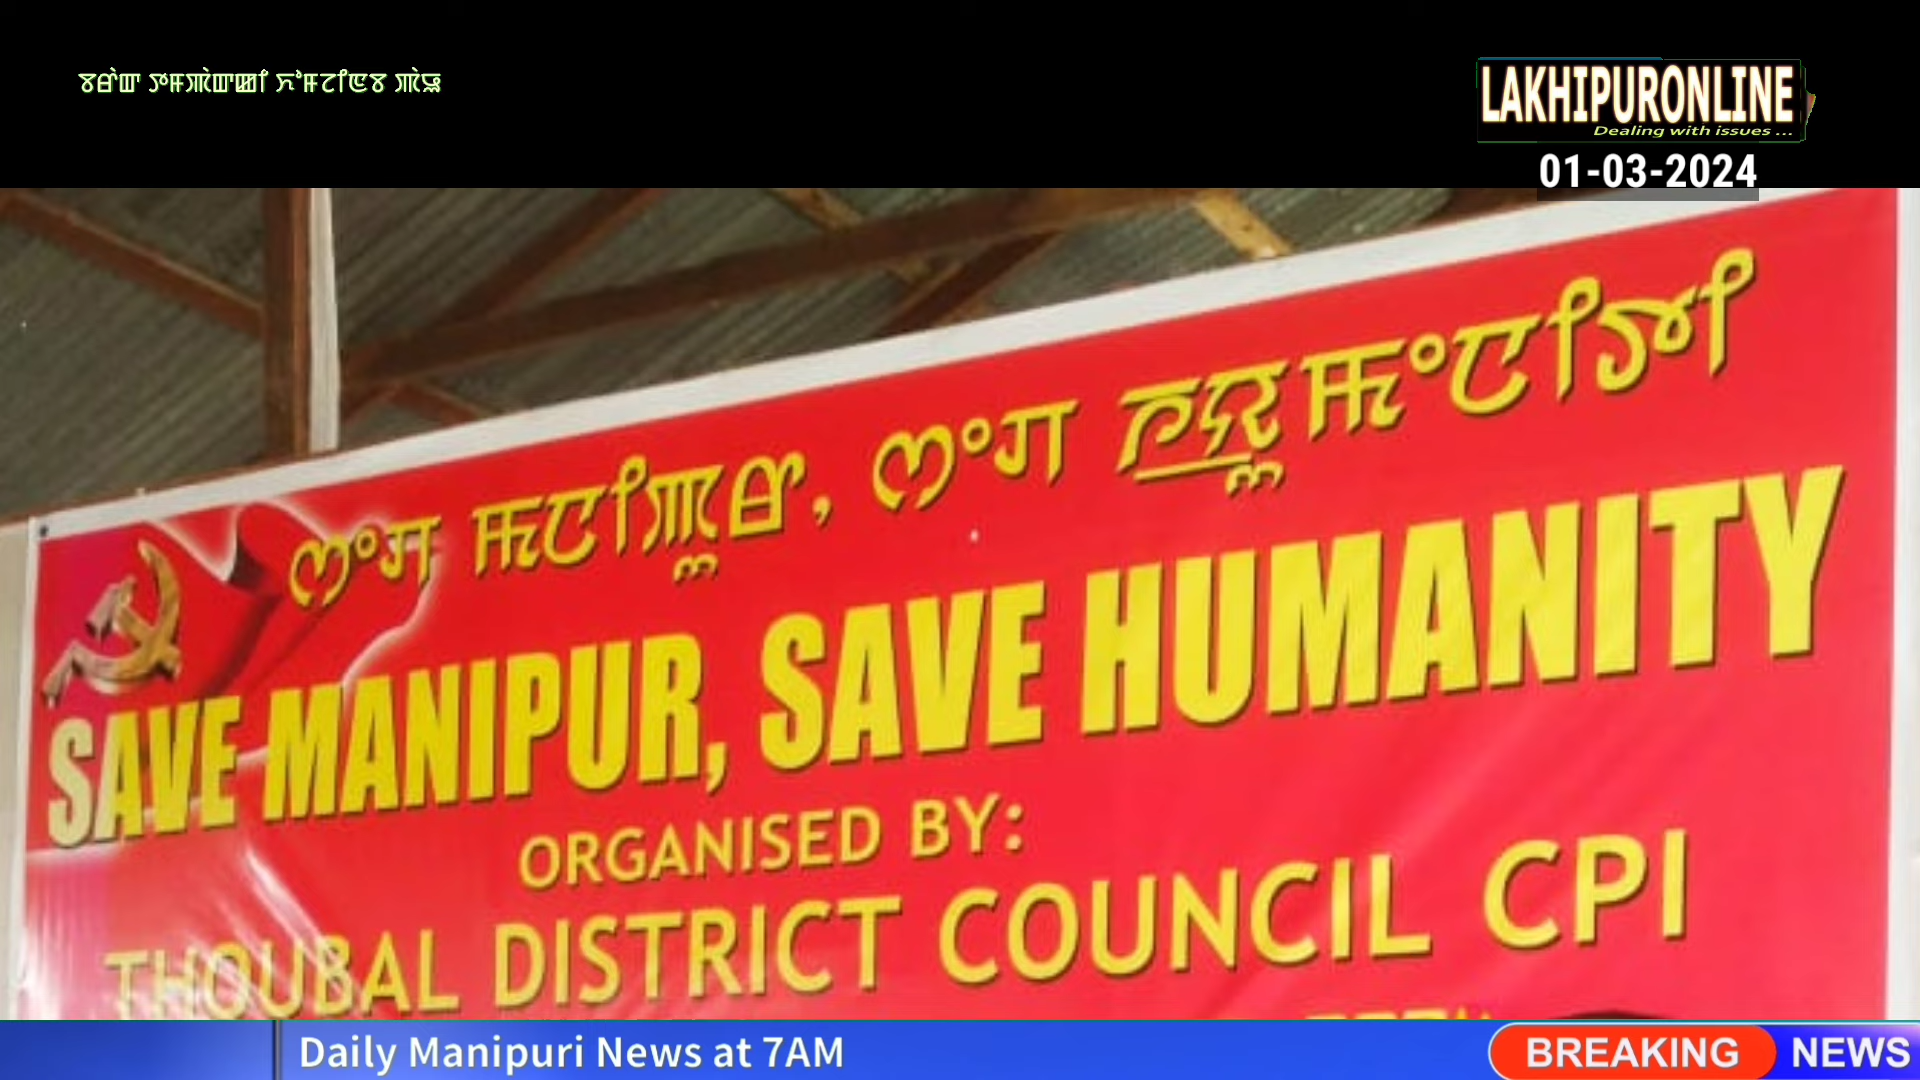 LAKHIPURONLINE
Dealing with issues ...
01-03-2024
ꯃꯅꯤꯄꯨꯔ,
SAVE MANIPUR, SAVE HUMANITY
ORGANISED BY:
THOUBAL DISTRICT COUNCIL CPI
Daily Manipuri News at 7AM
BREAKING NEWS